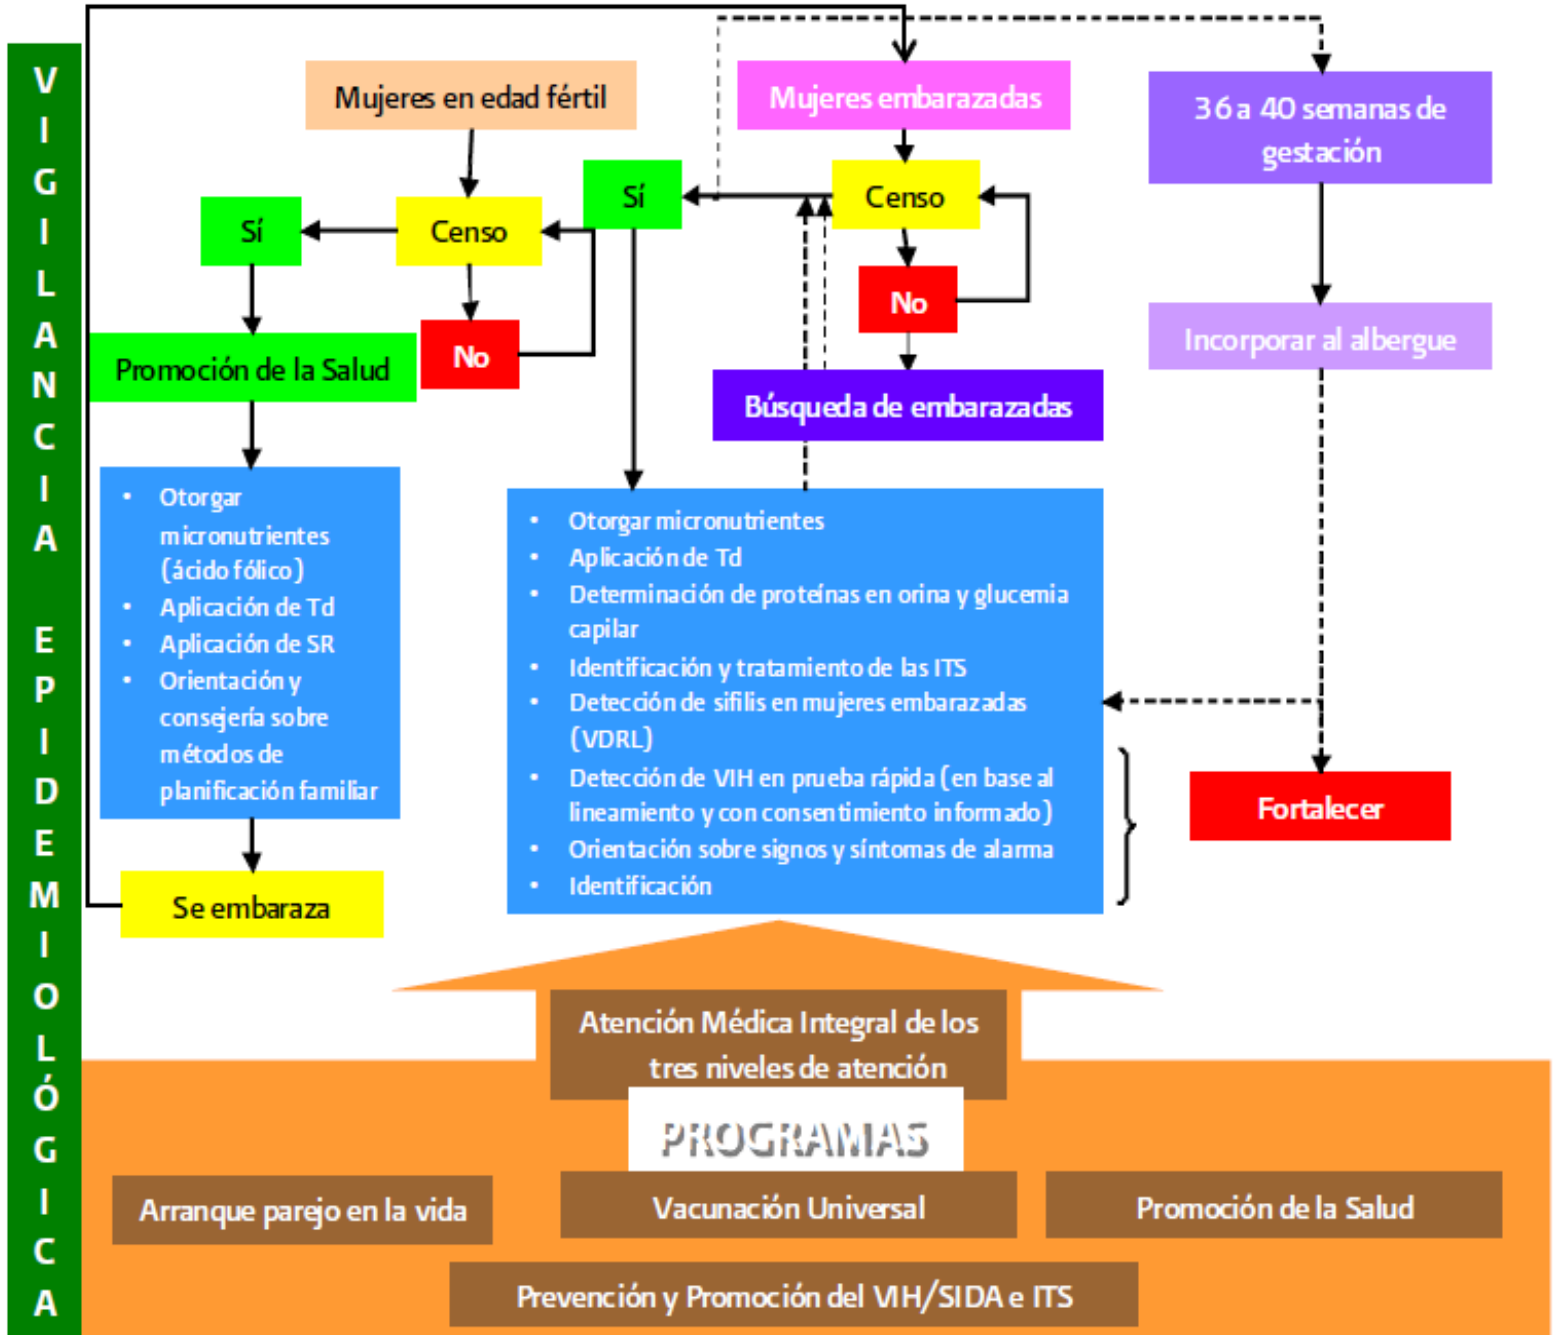 VIGILANCIA EPIDEMIOLÓGICA
Mujeres en edad fértil
Censo
Sí
No
Promoción de la Salud
• Otorgar
micronutrientes
(ácido fólico)
• Aplicación de Td
• Aplicación de SR
• Orientación y
consejería sobre
métodos de
planificación familiar
Se embaraza
Mujeres embarazadas
Censo
Sí
No
Búsqueda de embarazadas
• Otorgar micronutrientes
• Aplicación de Td
• Determinación de proteínas en orina y glucemia
capilar
• Identificación y tratamiento de las ITS
• Detección de sifilis en mujeres embarazadas
(VDRL)
• Detección de VIH en prueba rápida (en base al
lineamiento y con consentimiento informado)
• Orientación sobre signos y síntomas de alarma
• Identificación
36 a 40 semanas de
gestación
Incorporar al albergue
Fortalecer
Atención Médica Integral de los
tres niveles de atención
PROGRAMAS
Arranque parejo en la vida
Vacunación Universal
Promoción de la Salud
Prevención y Promoción del VIH/SIDA e ITS